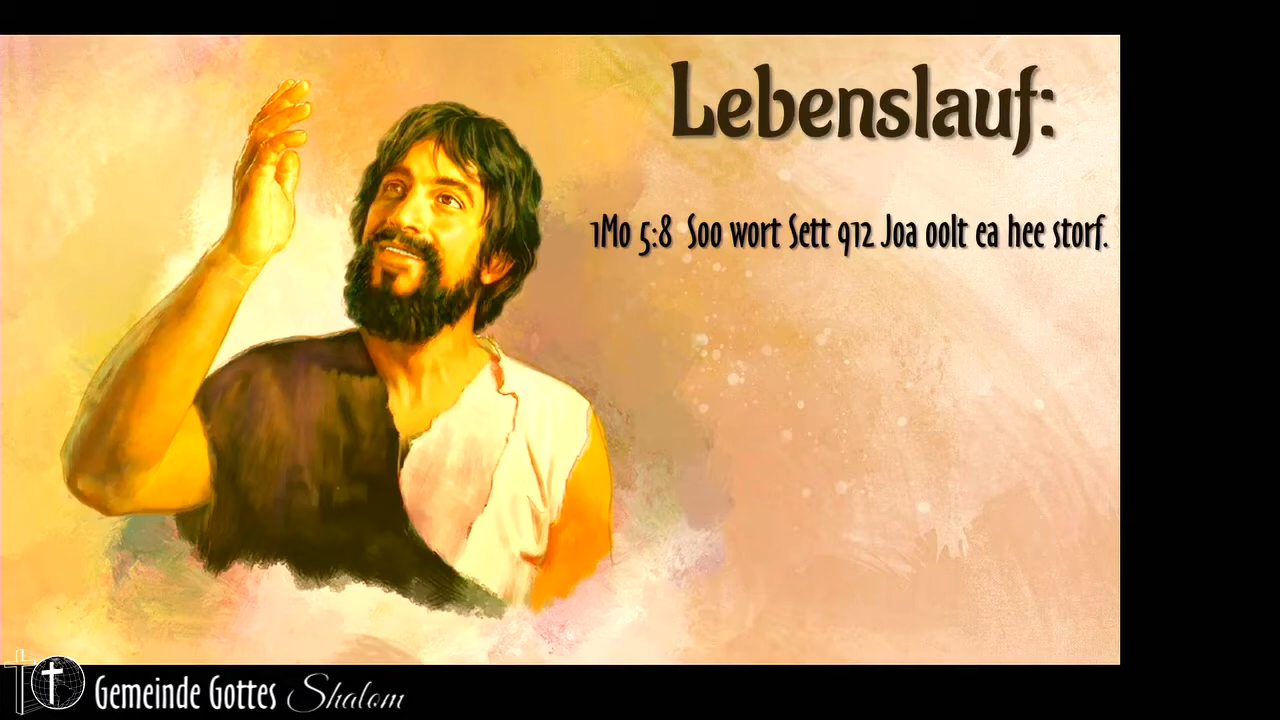 Lebenslauf:
1Mo 5:8 Soo wort Sett 912 Joa oolt ea hee storf.
Gemeinde Gottes Shalom